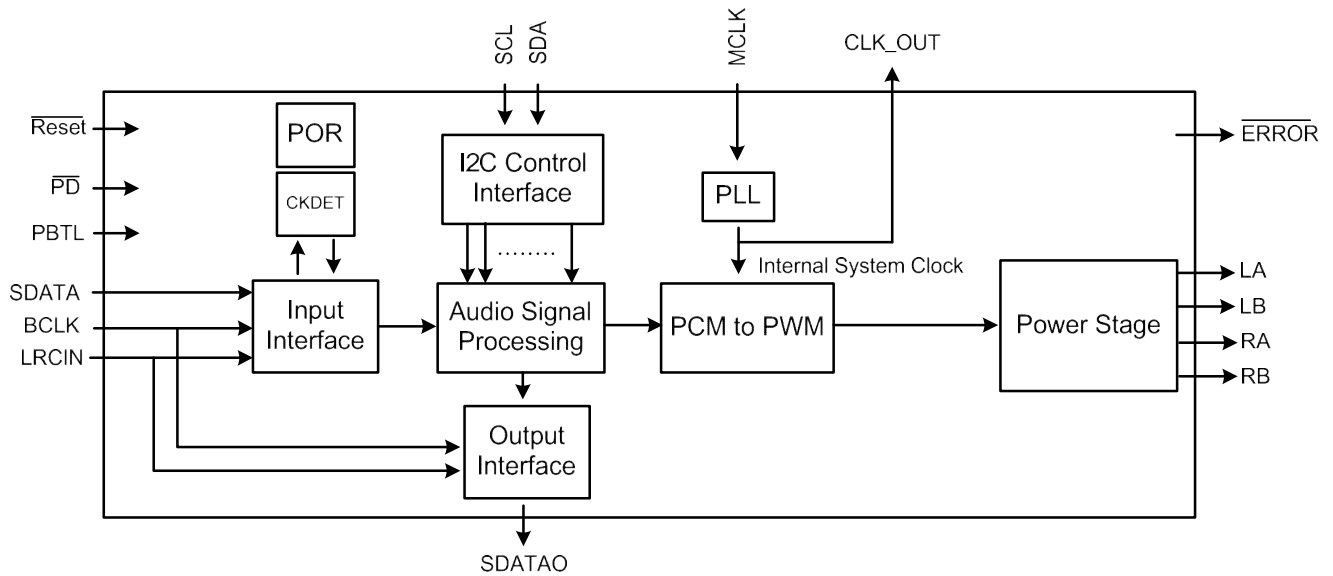 SCL
SDA
MCLK
CLK_OUT
Reset
POR
I2C Control
Interface
ERROR
PD
CKDET
PLL
PBTL
........
Internal System Clock
SDATA
BCLK
LRCIN
Input
Interface
Audio Signal
Processing
PCM to PWM
Power Stage
LA
LB
RA
RB
Output
Interface
SDATAO